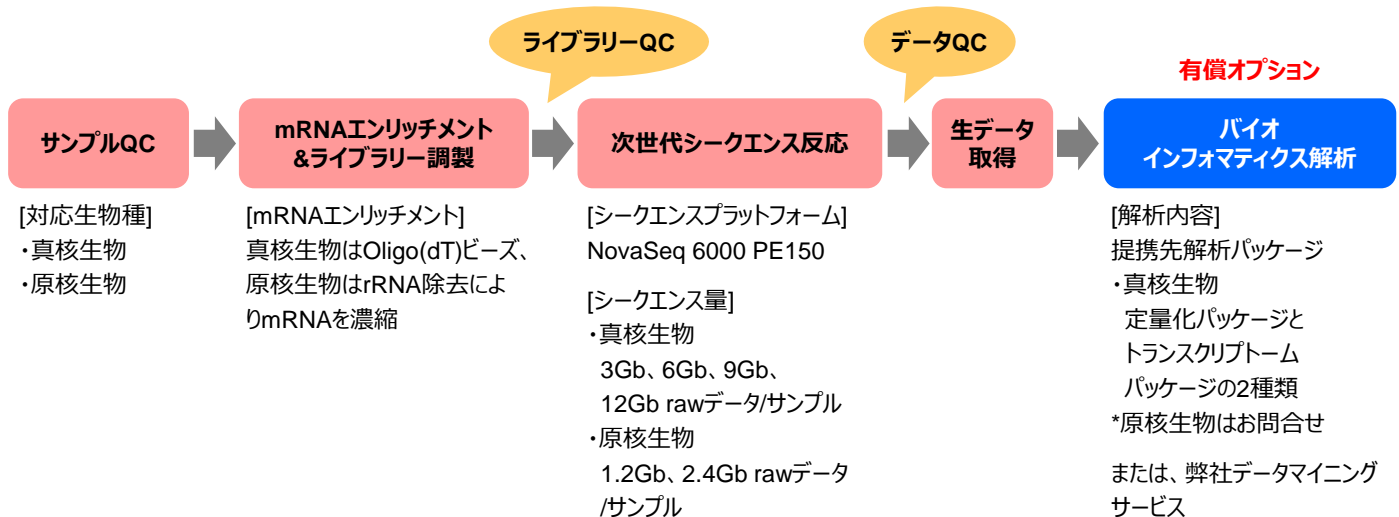 ライブラリーQC
データQC
有償オプション
サンプルQC
mRNAエンリッチメント
&ライブラリー調製
次世代シークエンス反応
生データ
取得
バイオ
インフォマティクス解析
[対応生物種]
・真核生物
・原核生物
[mRNAエンリッチメント]
真核生物はOligo(dT)ビーズ、
原核生物はrRNA除去によ
りmRNAを濃縮
[シークエンスプラットフォーム]
NovaSeq 6000 PE150
[シークエンス量]
・真核生物
3Gb、6Gb、9Gb、
12Gb rawデータ/サンプル
・原核生物
1.2Gb、2.4Gb rawデータ
/サンプル
[解析内容]
提携先解析パッケージ
・真核生物
定量化パッケージと
トランスクリプトーム
パッケージの2種類
*原核生物はお問合せ
または、弊社データマイニング
サービス